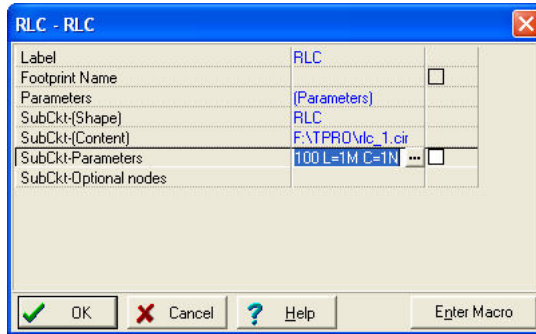 RLC - RLC
Label RLC
Footprint Name
Parameters (Parameters)
SubCkt-(Shape) RLC
SubCkt-(Content) F:\TPRO\rlc_1.cir
SubCkt-Parameters 100 L=1M C=1N ...
SubCkt-Optional nodes
OK Cancel Help Enter Macro